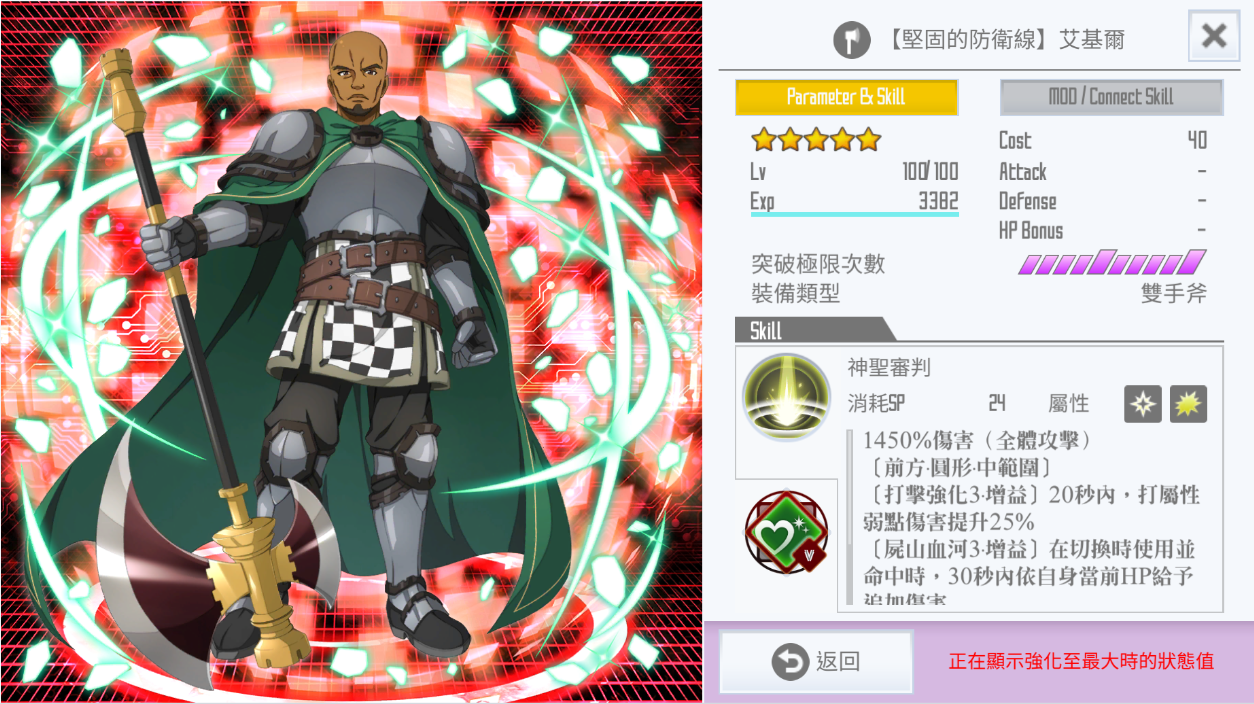 【堅固的防衛線】艾基爾
Parameter & Skill
MOD / Connect Skill
Lv 100/100
Exp 3382
Cost 40
Attack -
Defense -
HP Bonus -
突破極限次數
裝備類型 雙手斧
Skill
神聖審判
消耗SP 24 屬性
1450%傷害（全體攻擊）
〔前方·圓形·中範圍〕
〔打擊強化3·增益〕20秒內，打屬性
弱點傷害提升25%
〔屍山血河3·增益〕在切換時使用並
命中時，30秒內依自身當前HP給予
追加傷害
V
返回
正在顯示強化至最大時的狀態值